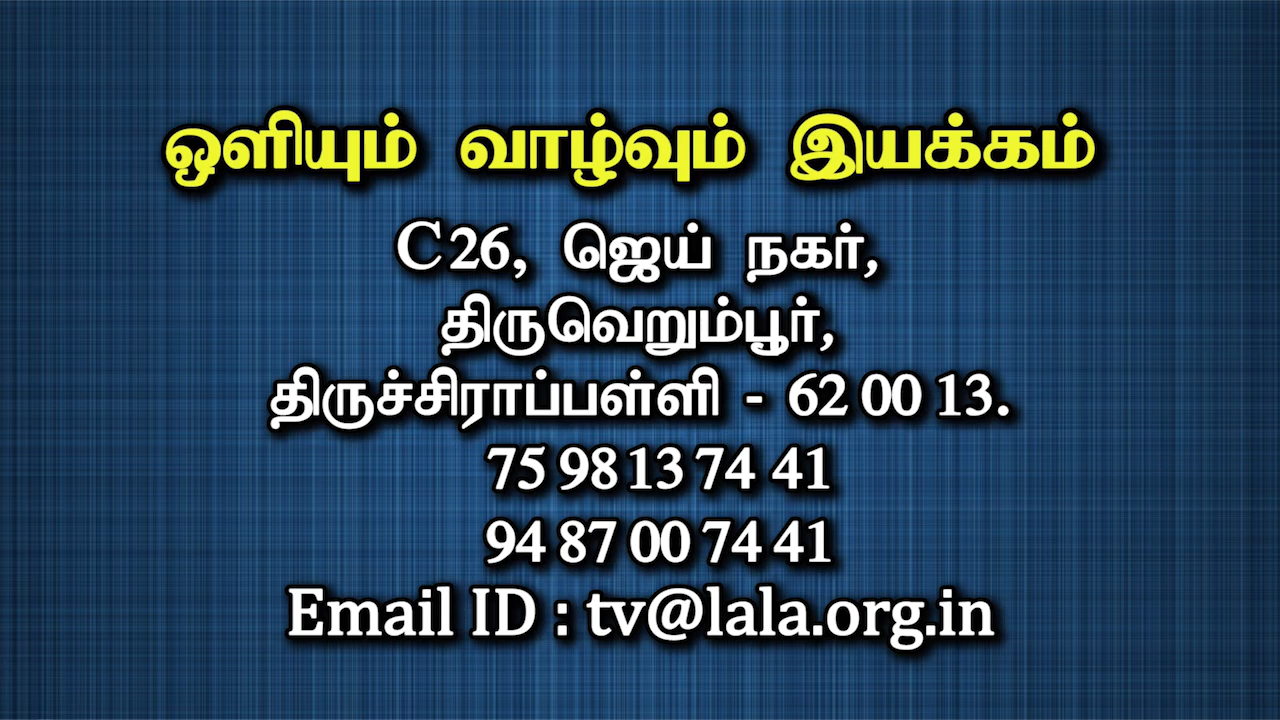 ஒளியும் வாழ்வும் இயக்கம்
C 26, ஜெய் நகர்,
திருவெறும்பூர்,
திருச்சிராப்பள்ளி - 62 00 13.
75 98 13 74 41
94 87 00 74 41
Email ID : tv@lala.org.in